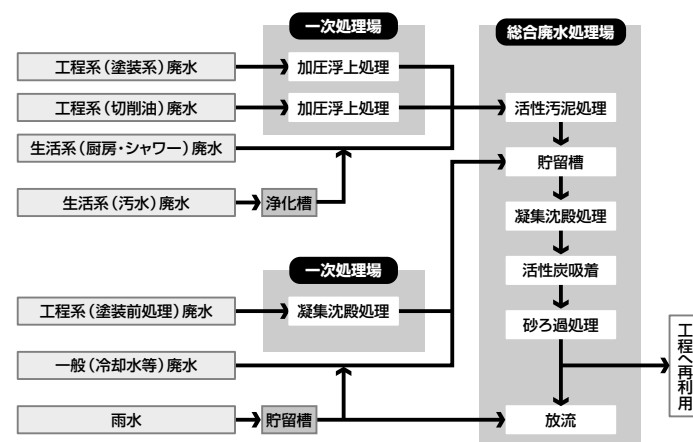 一次処理場
総合廃水処理場
工程系（塗装系）廃水
加圧浮上処理
工程系（切削油）廃水
加圧浮上処理
活性汚泥処理
生活系（厨房・シャワー）廃水
貯留槽
生活系（汚水）廃水
浄化槽
凝集沈殿処理
一次処理場
活性炭吸着
工程系（塗装前処理）廃水
凝集沈殿処理
砂ろ過処理
一般（冷却水等）廃水
工程へ再利用
雨水
貯留槽
放流